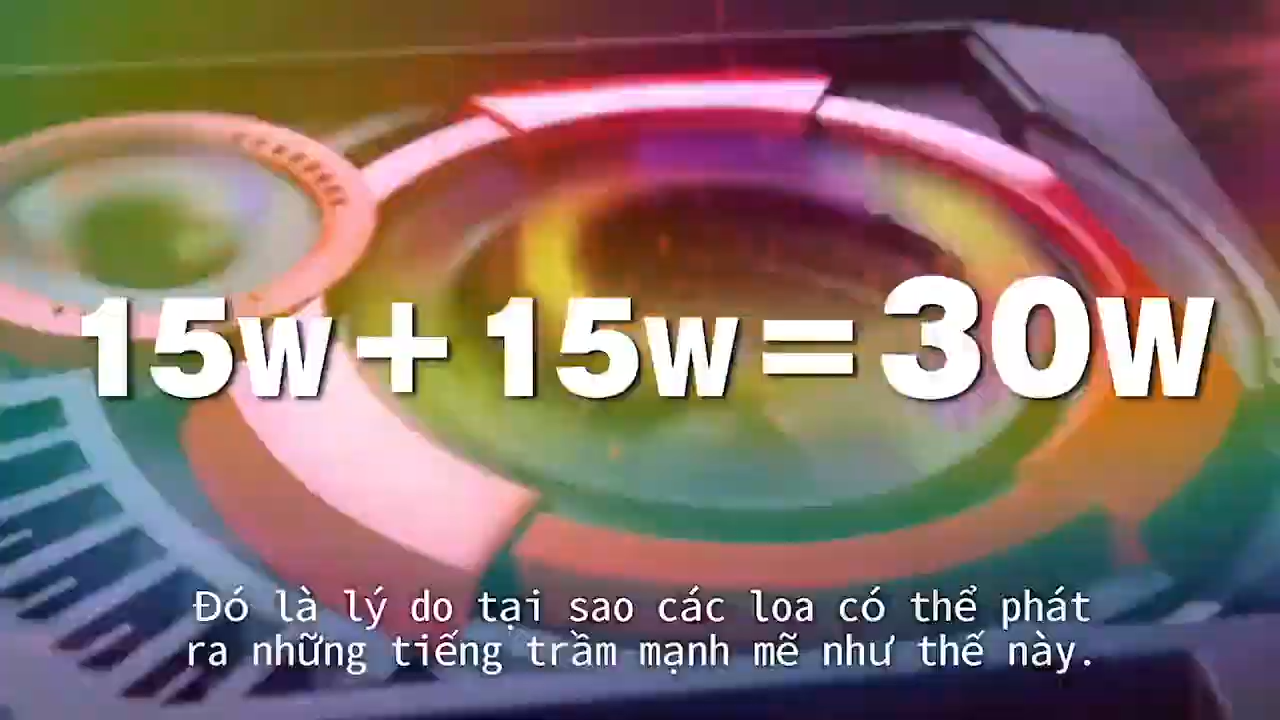 15w+15w=30w
Đó là lý do tại sao các loa có thể phát
ra những tiếng trầm mạnh mẽ như thế này.